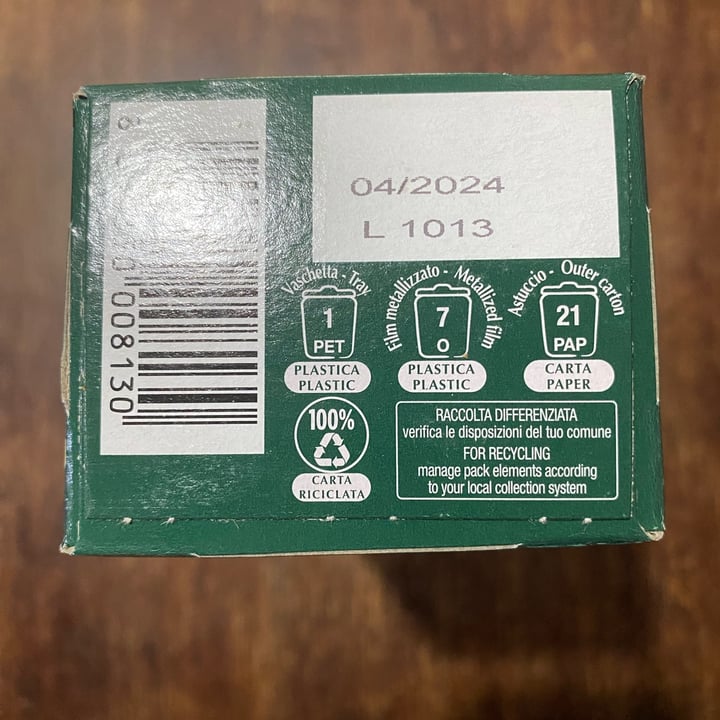 04/2024
L 1013
008130
Vaschetta - Tray
1
PET
PLASTICA
PLASTIC
Film metallizzato - Metallized film
7
O
PLASTICA
PLASTIC
Astuccio - Outer carton
21
PAP
CARTA
PAPER
100%
CARTA
RICICLATA
RACCOLTA DIFFERENZIATA
verifica le disposizioni del tuo comune
FOR RECYCLING
manage pack elements according
to your local collection system